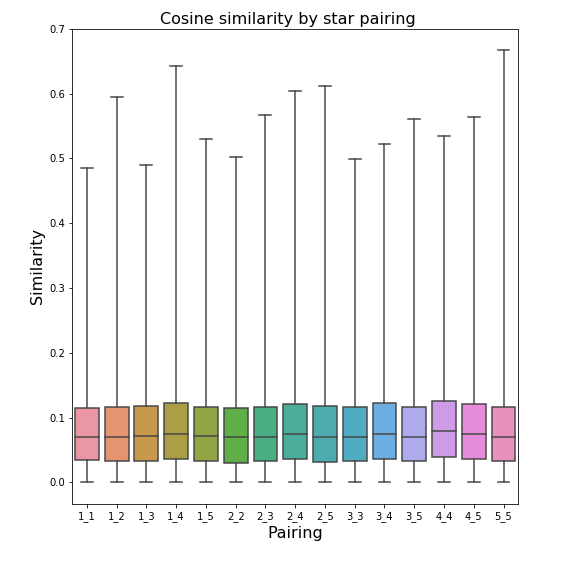 Cosine similarity by star pairing
0.7
0.6
0.5
0.4
0.3
0.2
0.1
0.0
Similarity
1_1 1_2 1_3 1_4 1_5 2_2 2_3 2_4 2_5 3_3 3_4 3_5 4_4 4_5 5_5
Pairing